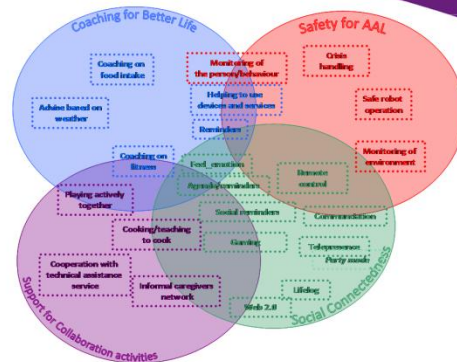 Coaching for Better Life
Safety for AAL
Coaching on
food intake
Monitoring of
the person/behaviour
Crisis
handling
Advise based on
weather
Helping to use
devices and services
Safe robot
operation
Reminders
Monitoring of
environment
Coaching on
fitness
Feel_emotion
Remote
control
Agenda/reminders
Playing actively
together
Social reminders
Communication
Cooking/teaching
to cook
Gaming
Telepresence
Party mode
Cooperation with
technical assistance
service
Informal caregivers
network
Lifelog
Web 2.0
Social Connectedness
Support for Collaboration activities